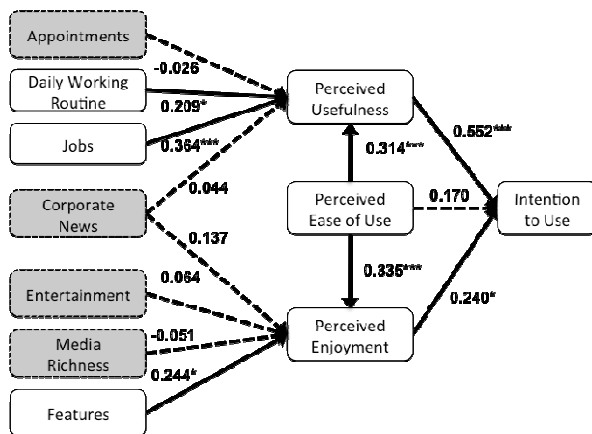 Appointments
-0.026
Daily Working
Routine
0.209*
Jobs
0.364***
Corporate
News
0.044
0.137
Entertainment
0.064
Media
Richness
-0.051
Features
0.244*
Perceived
Usefulness
0.314***
Perceived
Ease of Use
0.335***
Perceived
Enjoyment
0.552***
0.170
0.240*
Intention
to Use